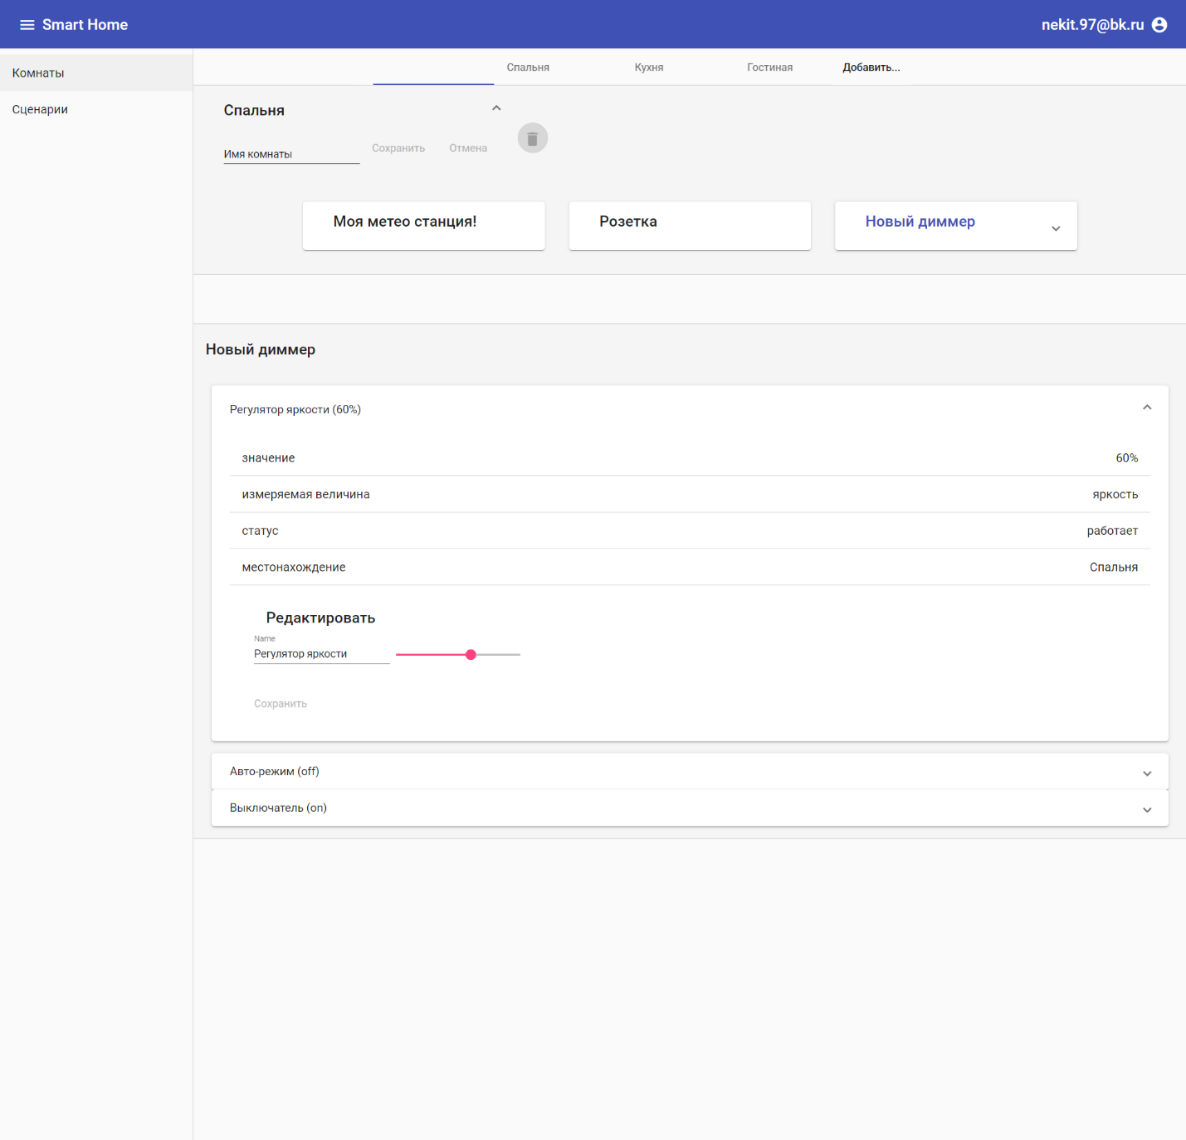 Smart Home
nekit.97@bk.ru
Комнаты
Сценарии
Спальня Кухня Гостиная Добавить...
Спальня
Имя комнаты Сохранить Отмена
Моя метео станция! Розетка Новый диммер
Новый диммер
Регулятор яркости (60%)
значение 60%
измеряемая величина яркость
статус работает
местонахождение Спальня
Редактировать
Name
Регулятор яркости
Сохранить
Авто-режим (off)
Выключатель (on)